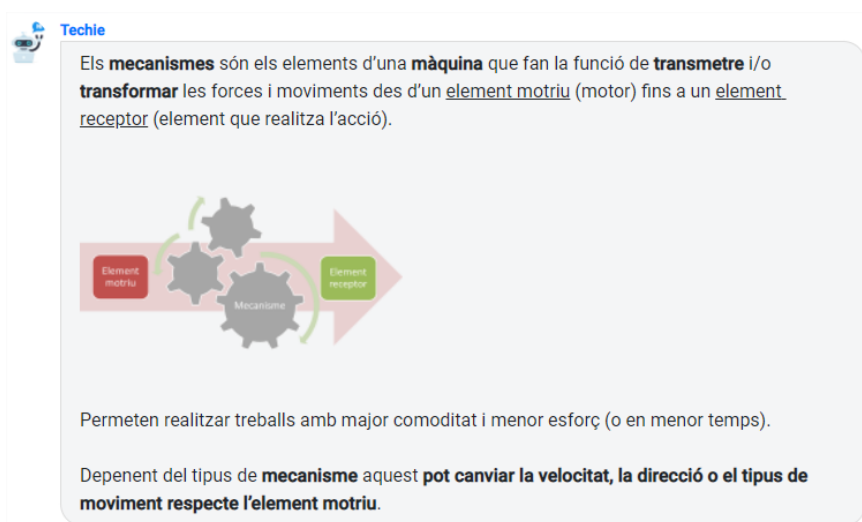 Techie
Els mecanismes són els elements d'una màquina que fan la funció de transmetre i/o
transformar les forces i moviments des d'un element motriu (motor) fins a un element
receptor (element que realitza l'acció).
Element
motriu
Mecanisme
Element
receptor
Permeten realitzar treballs amb major comoditat i menor esforç (o en menor temps).
Depenent del tipus de mecanisme aquest pot canviar la velocitat, la direcció o el tipus de
moviment respecte l'element motriu.